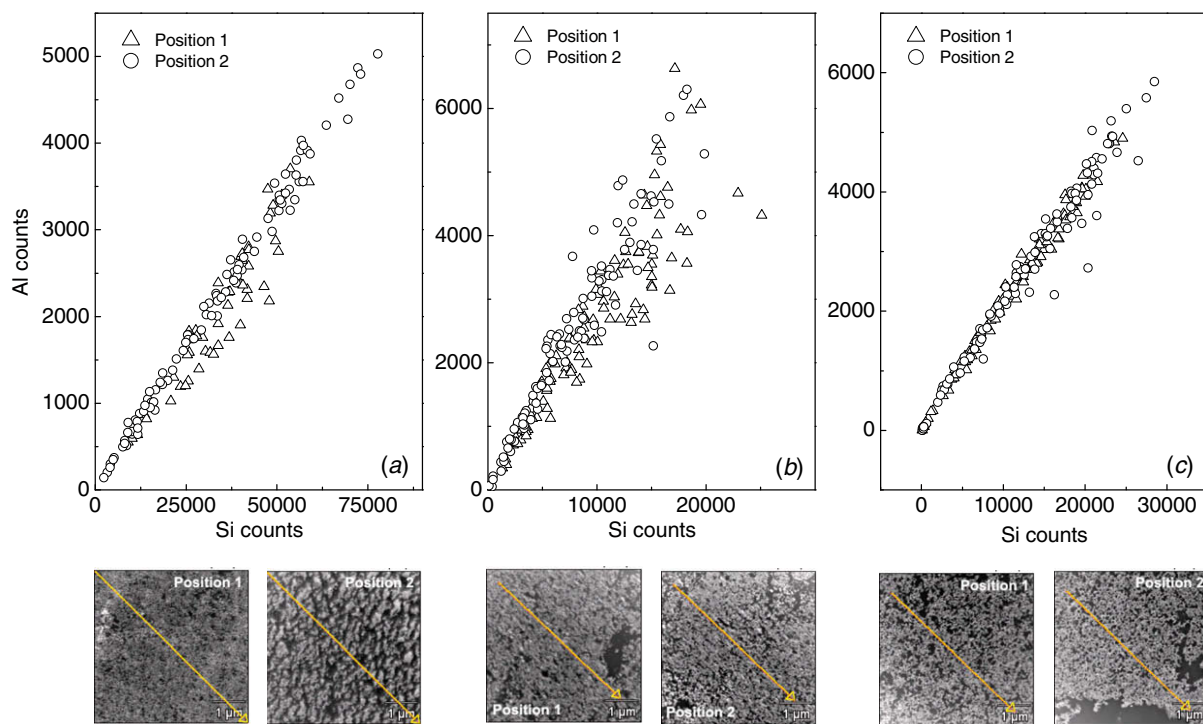 Position 1
Position 2
5000
4000
3000
2000
1000
0
Al counts
0
25000
50000
75000
Si counts
(a)
Position 1
Position 2
6000
4000
2000
0
0
10000
20000
Si counts
(b)
Position 1
Position 2
6000
4000
2000
0
0
10000
20000
30000
Si counts
(c)
Position 1
1 µm
Position 2
1 µm
Position 1
1 µm
Position 2
1 µm
Position 1
1 µm
Position 2
1 µm